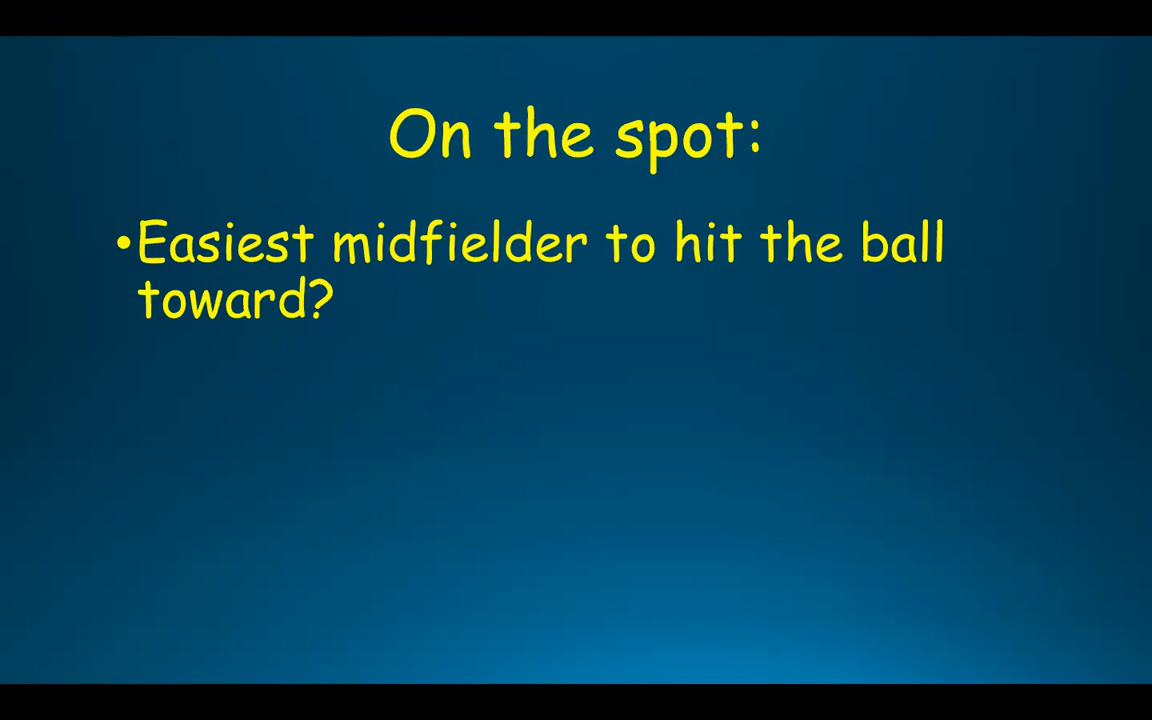 On the spot:
•Easiest midfielder to hit the ball
toward?